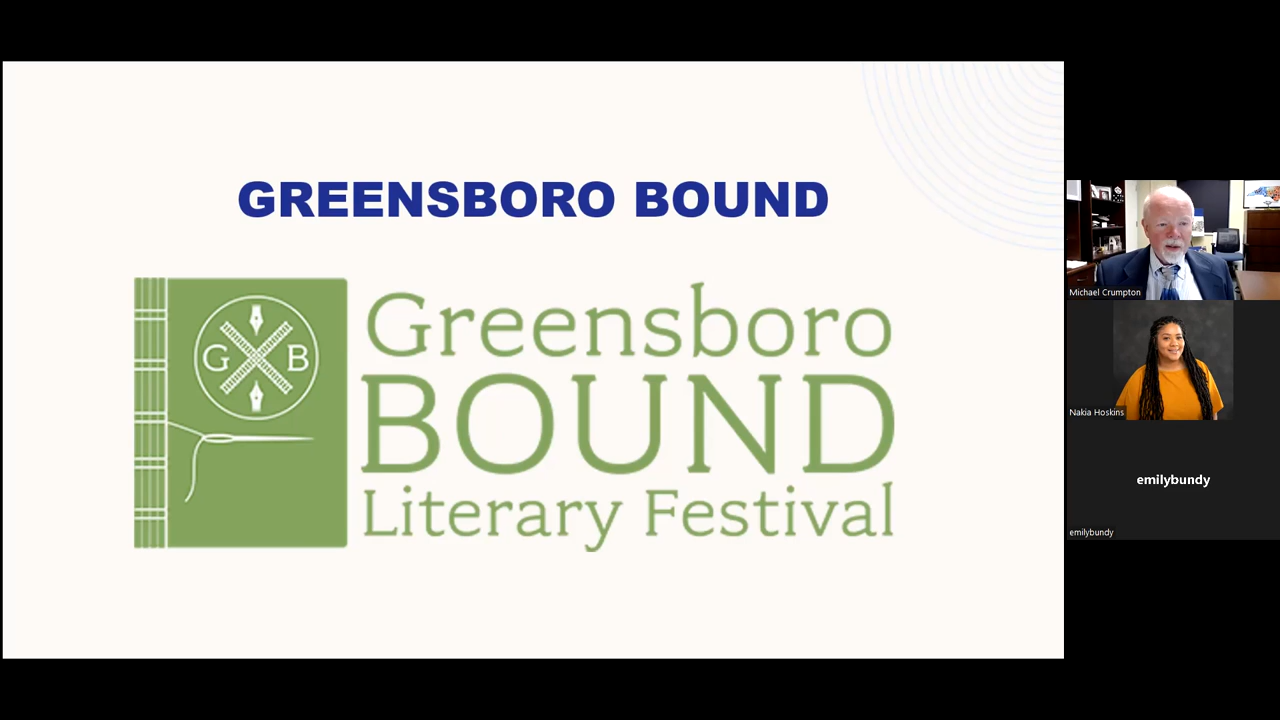 GREENSBORO BOUND
G B
Greensboro
BOUND
Literary Festival
Michael Crumpton
Nakia Hoskins
emilybundy
emilybundy